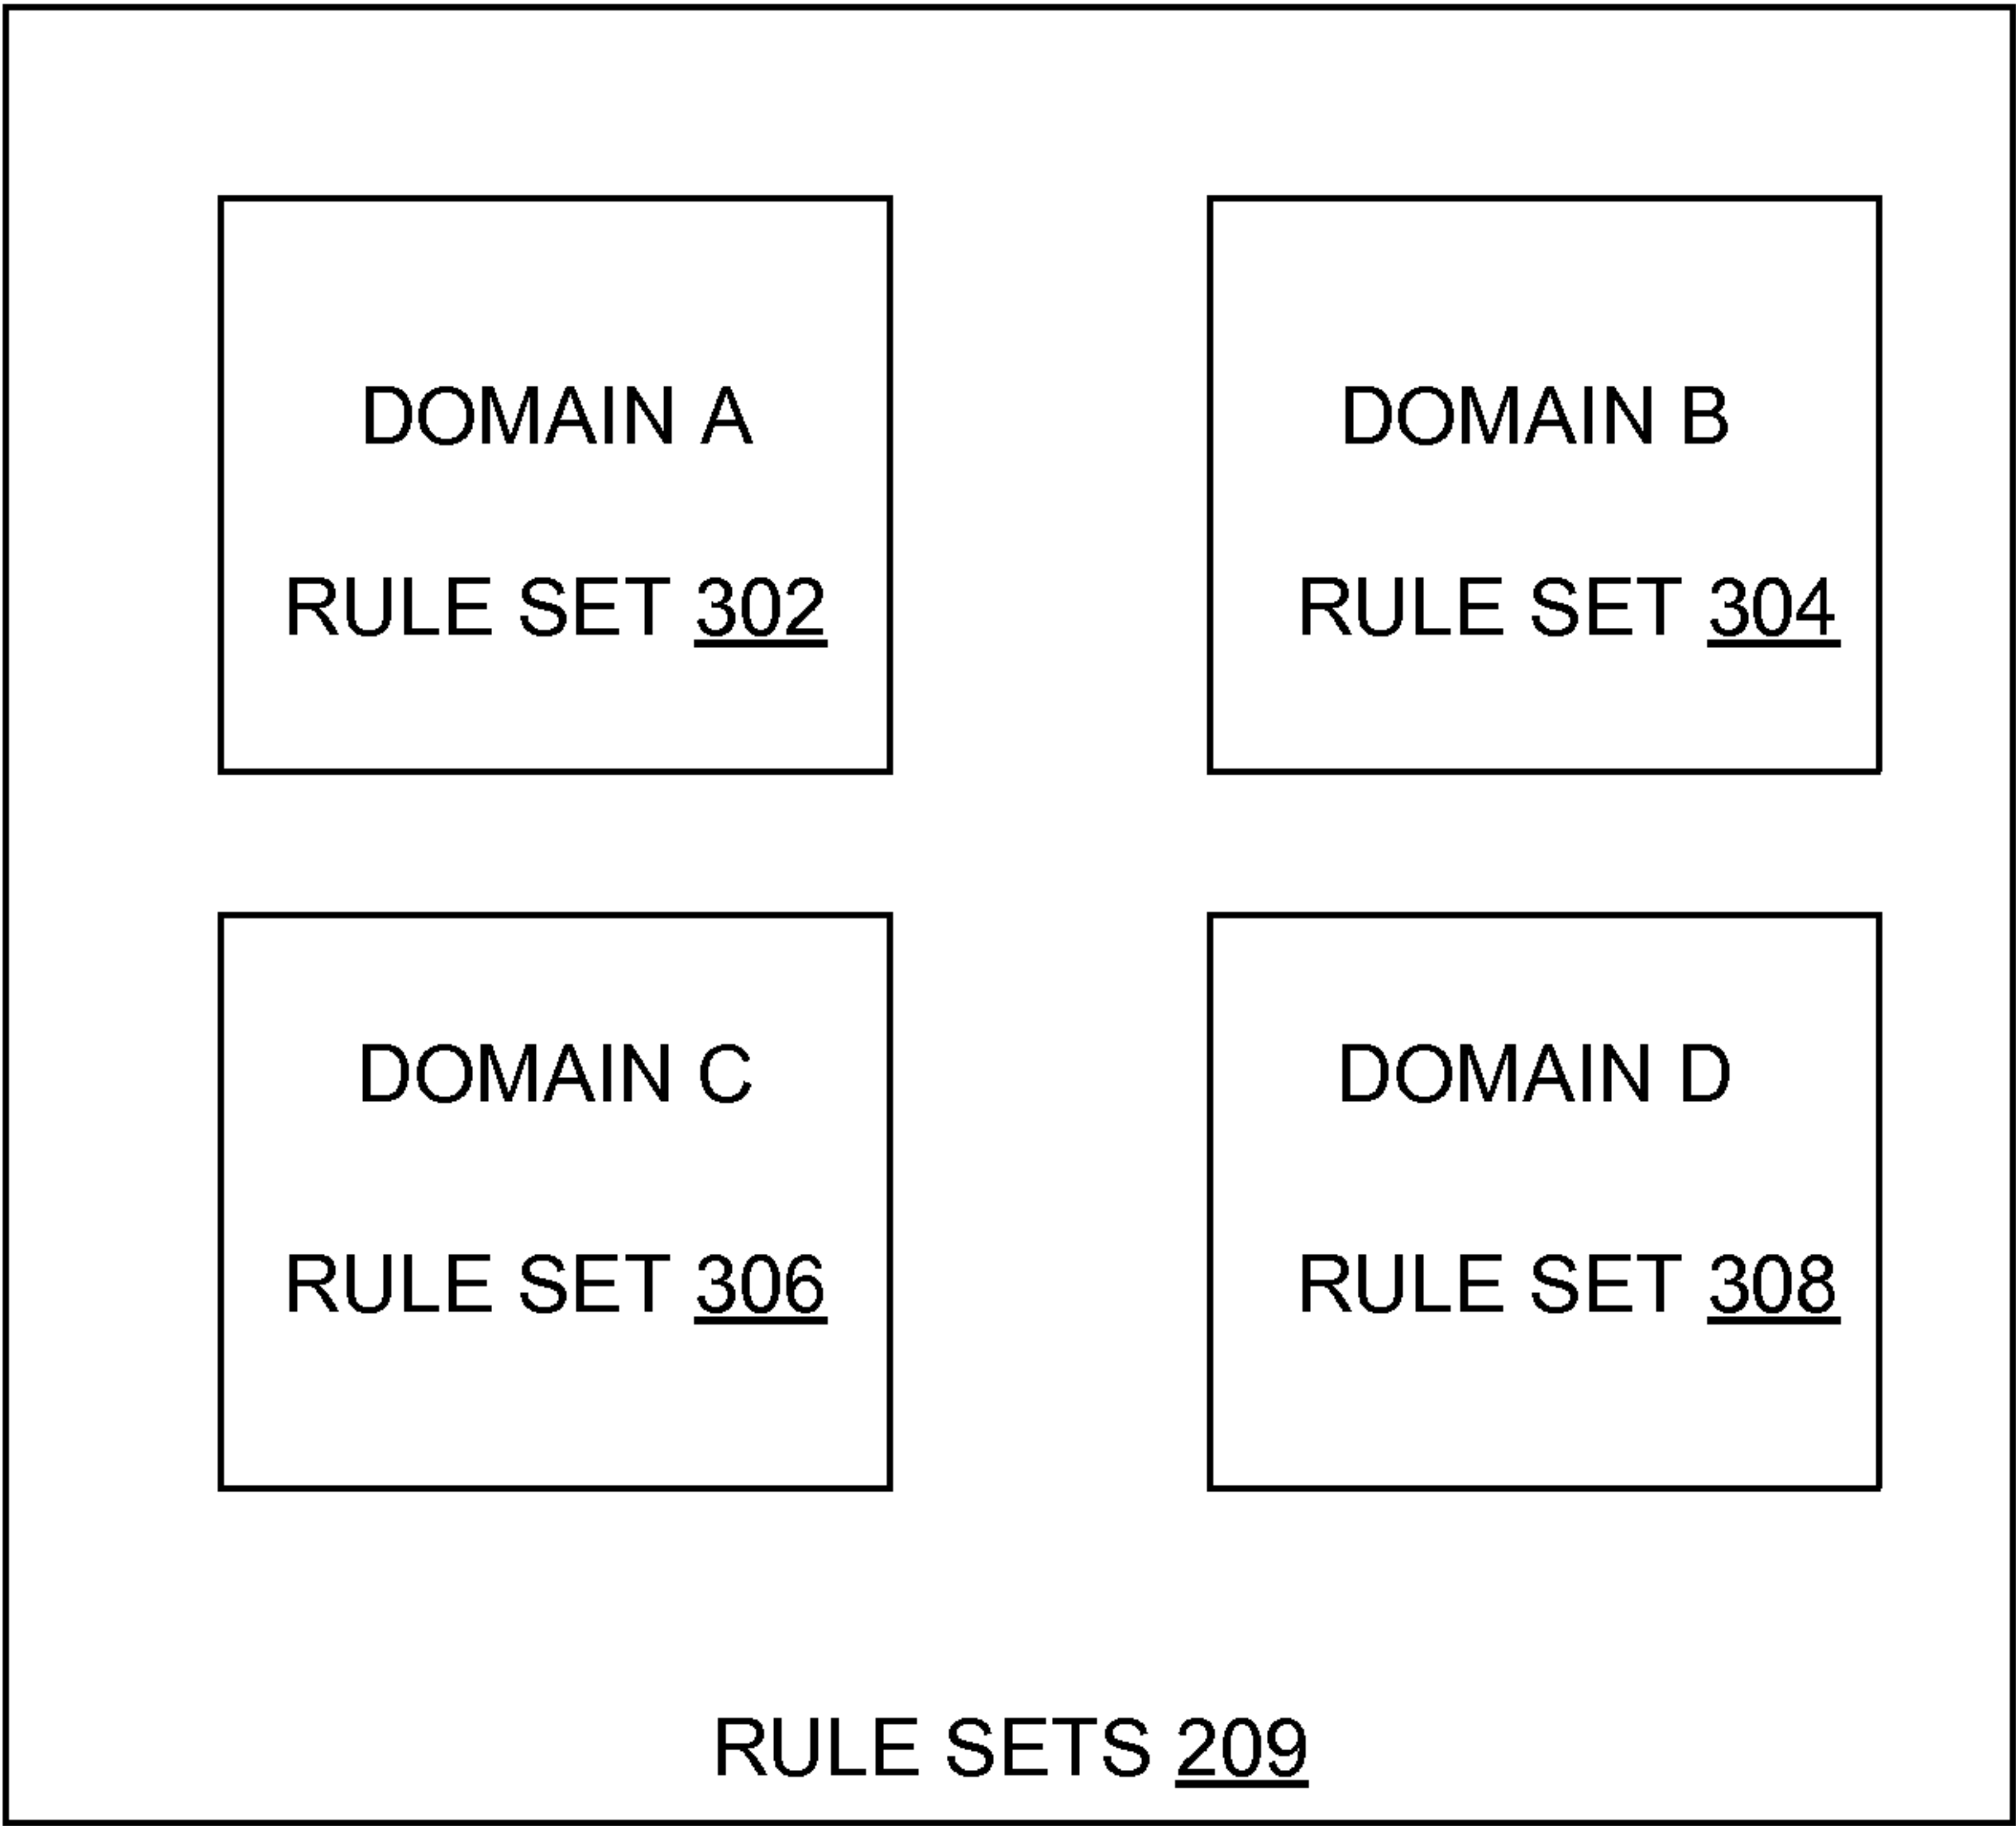 DOMAIN A
RULE SET 302
DOMAIN B
RULE SET 304
DOMAIN C
RULE SET 306
DOMAIN D
RULE SET 308
RULE SETS 209